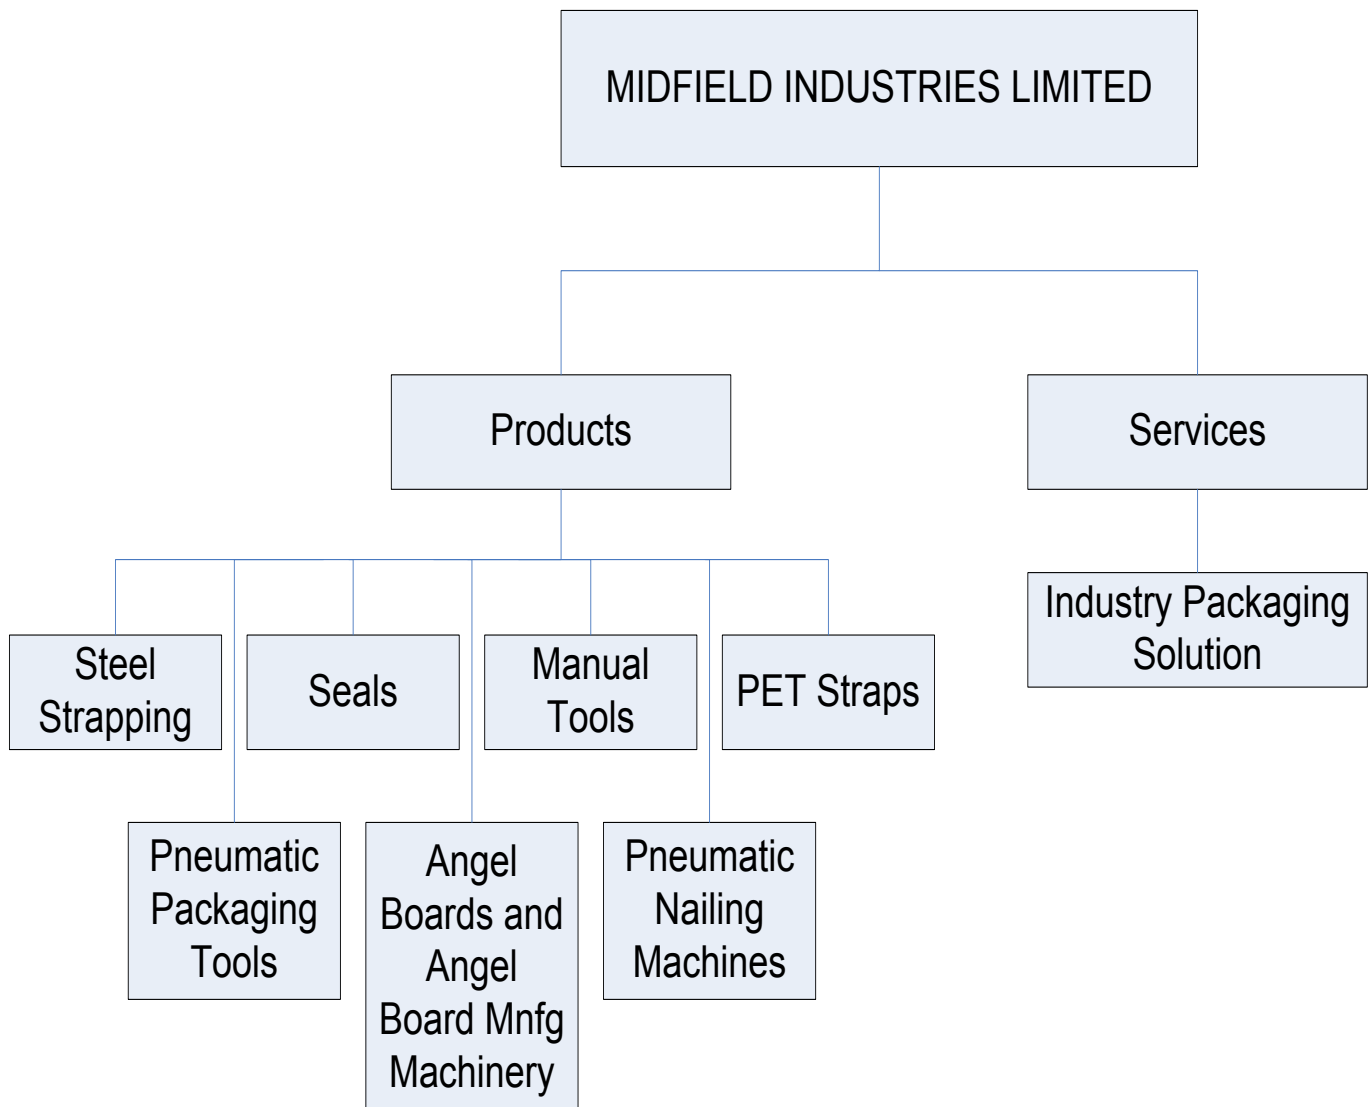 MIDFIELD INDUSTRIES LIMITED
Products
Services
Industry Packaging
Solution
Steel
Strapping
Seals
Manual
Tools
PET Straps
Pneumatic
Packaging
Tools
Angel
Boards and
Angel
Board Mnfg
Machinery
Pneumatic
Nailing
Machines